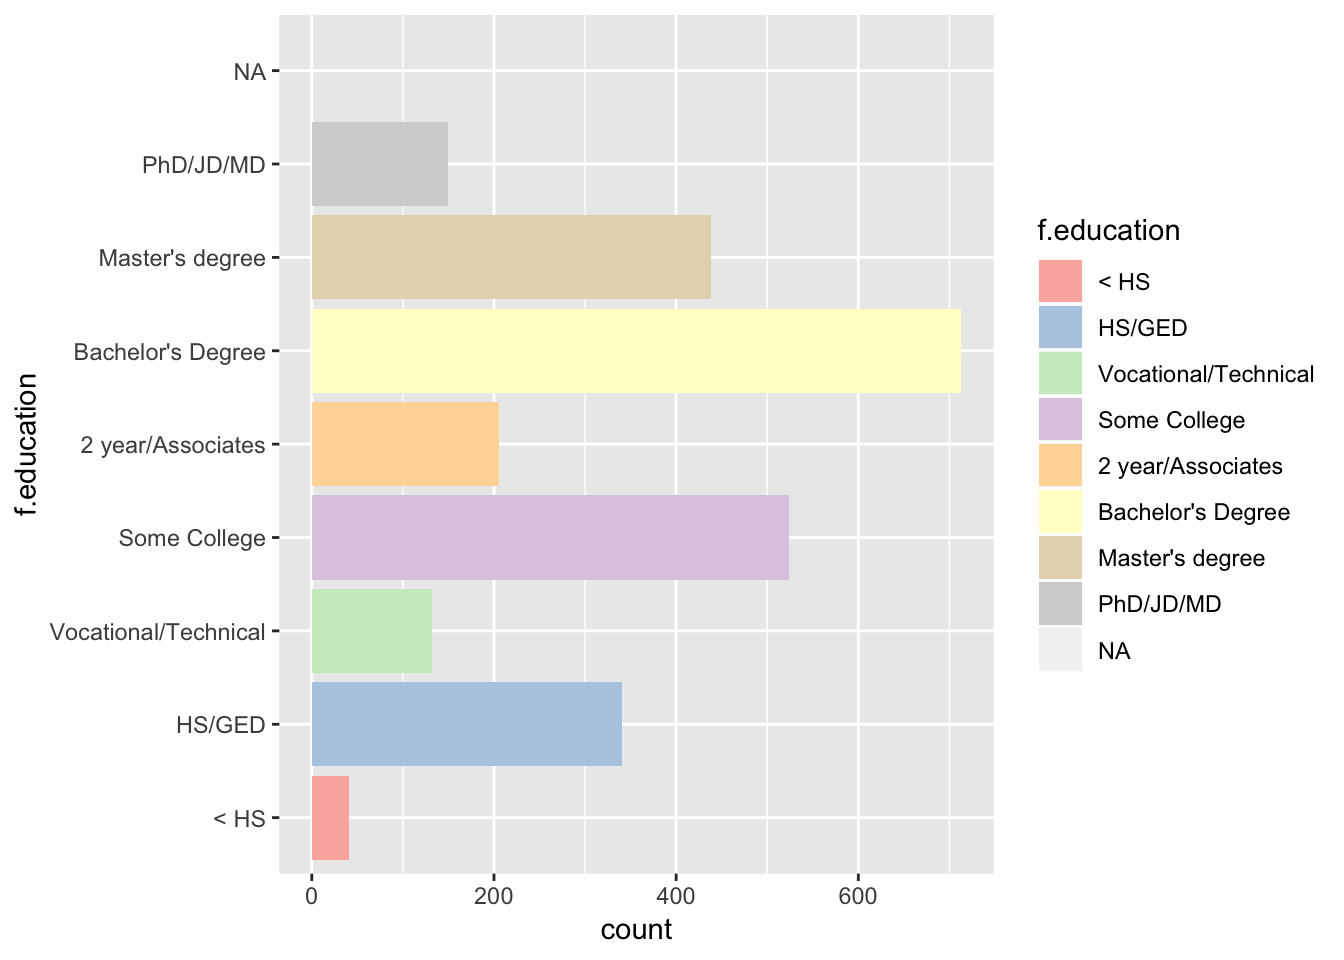 NA
PhD/JD/MD
Master's degree
Bachelor's Degree
2 year/Associates
Some College
Vocational/Technical
HS/GED
< HS
f.education
0 200 400 600
count
f.education
< HS
HS/GED
Vocational/Technical
Some College
2 year/Associates
Bachelor's Degree
Master's degree
PhD/JD/MD
NA